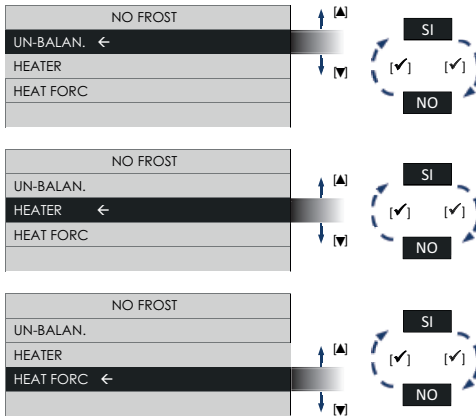 NO FROST
[▲]
SI
UN-BALAN. ←
HEATER
[▼]
[✔] [✓]
HEAT FORC
NO
NO FROST
[▲]
SI
UN-BALAN.
HEATER ←
[✔] [✓]
HEAT FORC
[▼]
NO
NO FROST
SI
UN-BALAN.
HEATER
[▲]
[✔] [✓]
HEAT FORC ←
NO
[▼]